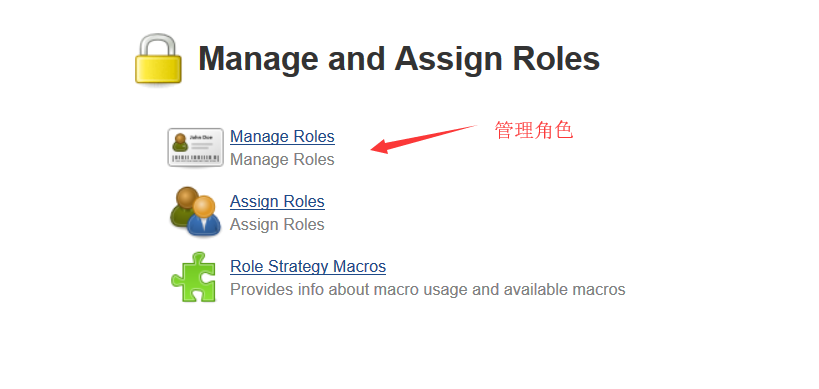 Manage and Assign Roles
John Doe
Manage Roles
管理角色
Manage Roles
Assign Roles
Assign Roles
Role Strategy Macros
Provides info about macro usage and available macros